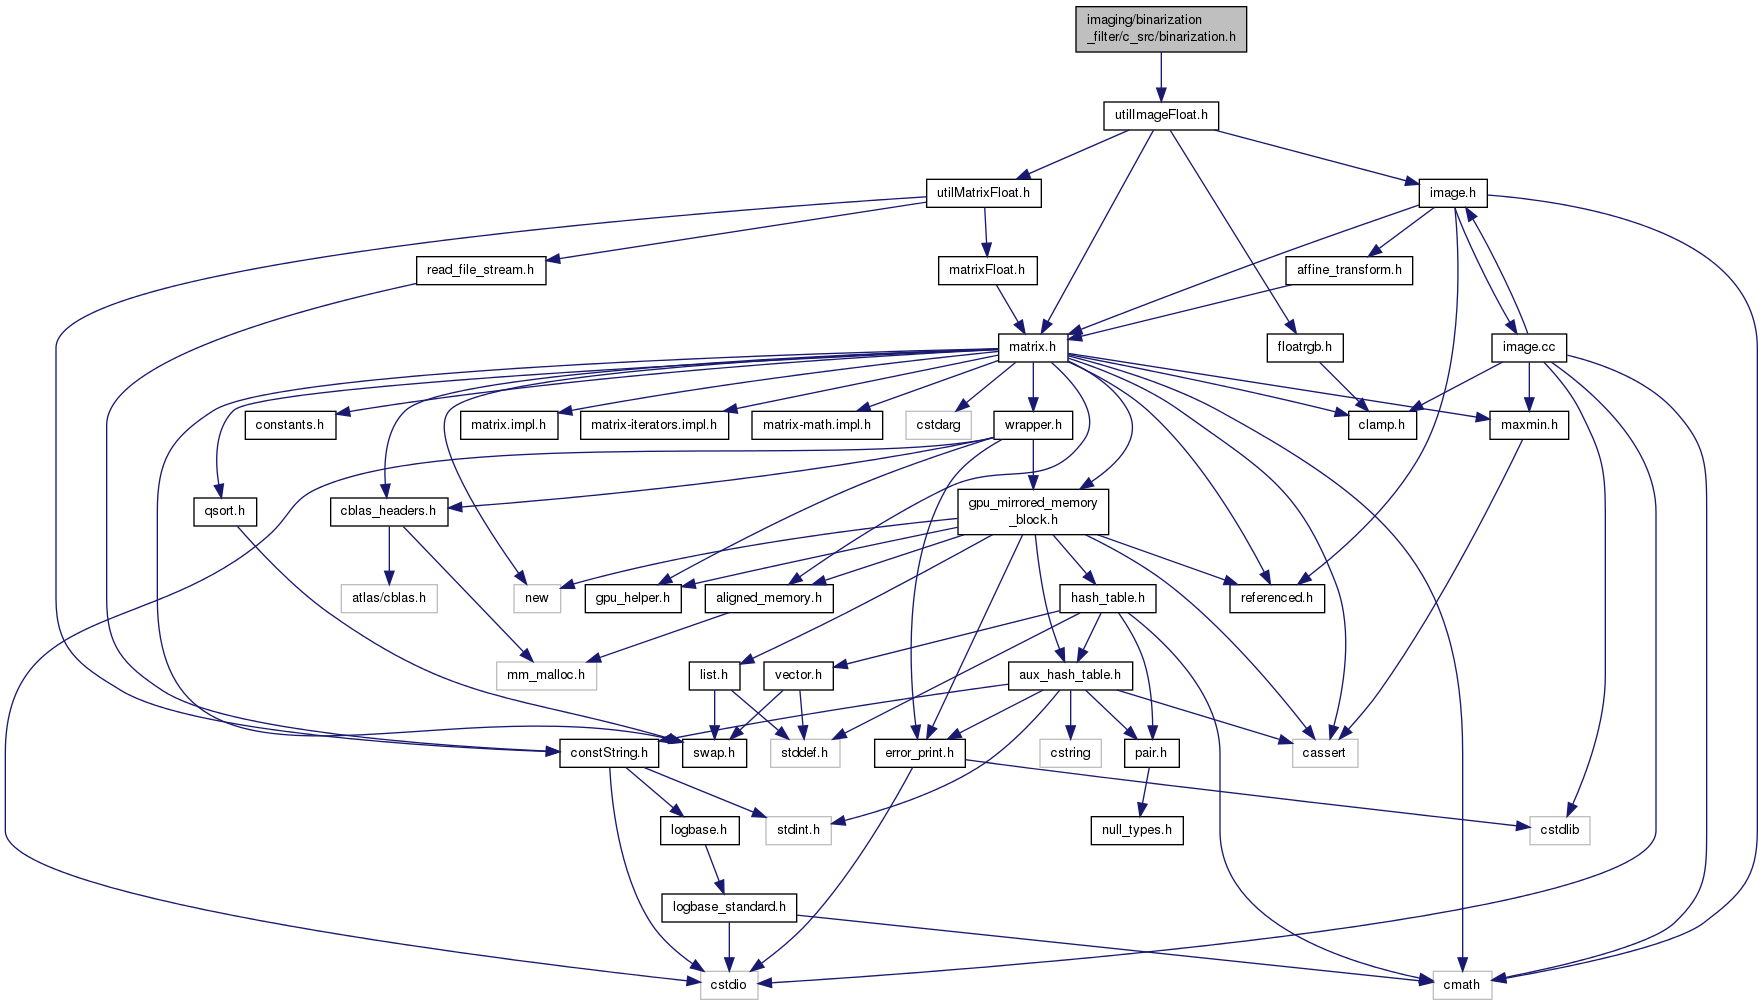 imaging/binarization
_filter/c_src/binarization.h
utilImageFloat.h
utilMatrixFloat.h
image.h
read_file_stream.h
matrixFloat.h
affine_transform.h
matrix.h
floatrgb.h
image.cc
constants.h
matrix.impl.h
matrix-iterators.impl.h
matrix-math.impl.h
cstdarg
wrapper.h
clamp.h
maxmin.h
qsort.h
cblas_headers.h
gpu_mirrored_memory
_block.h
atlas/cblas.h
new
gpu_helper.h
aligned_memory.h
hash_table.h
referenced.h
mm_malloc.h
list.h
vector.h
aux_hash_table.h
constString.h
swap.h
stddef.h
error_print.h
cstring
pair.h
cassert
logbase.h
stdint.h
null_types.h
cstdlib
logbase_standard.h
cstdio
cmath